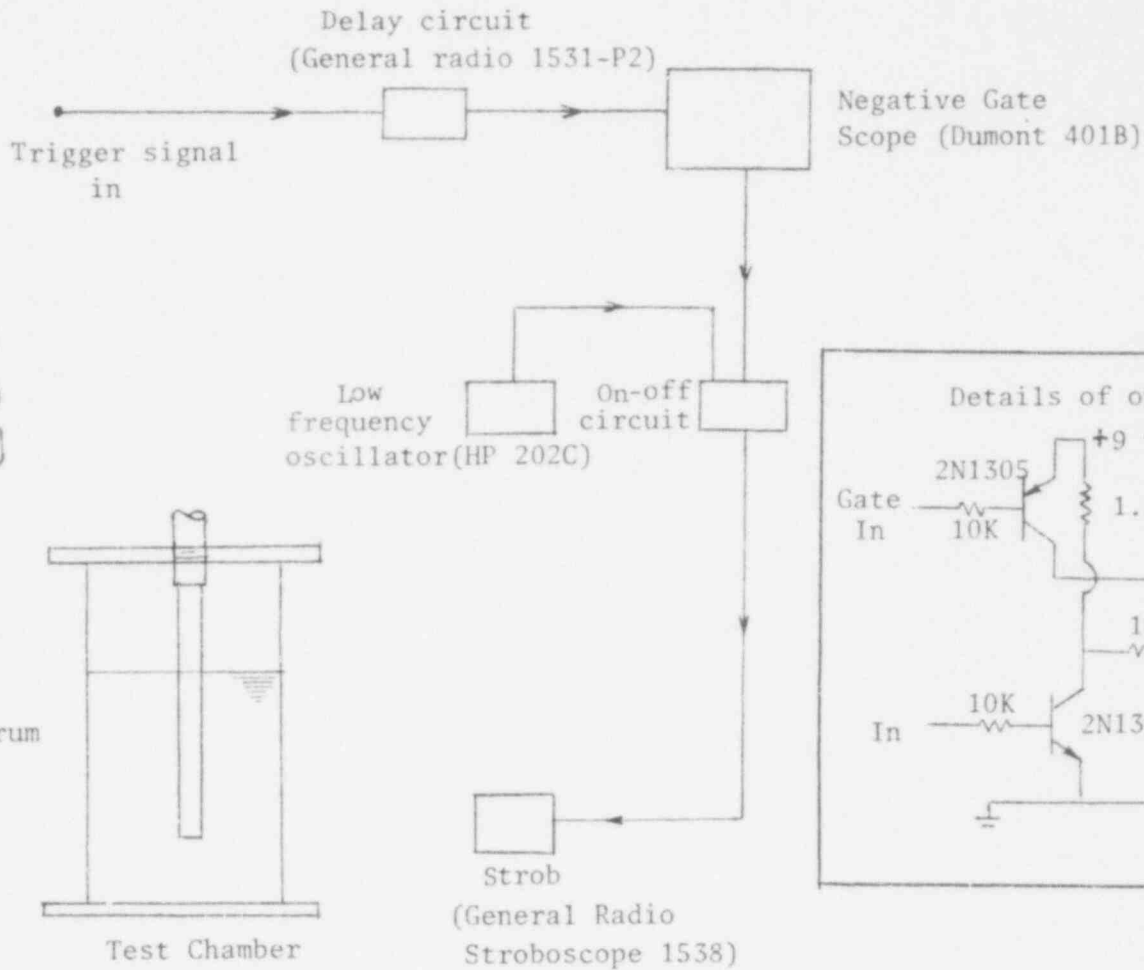 Delay circuit
(General radio 1531-P2)
Negative Gate
Scope (Dumont 401B)
Trigger signal
in
Low
frequency
oscillator(HP 202C)
On-off
circuit
Details of
+9
2N1305
Gate
In
10K
1.
10K
In
2N13
Strob
(General Radio
Stroboscope 1538)
Test Chamber